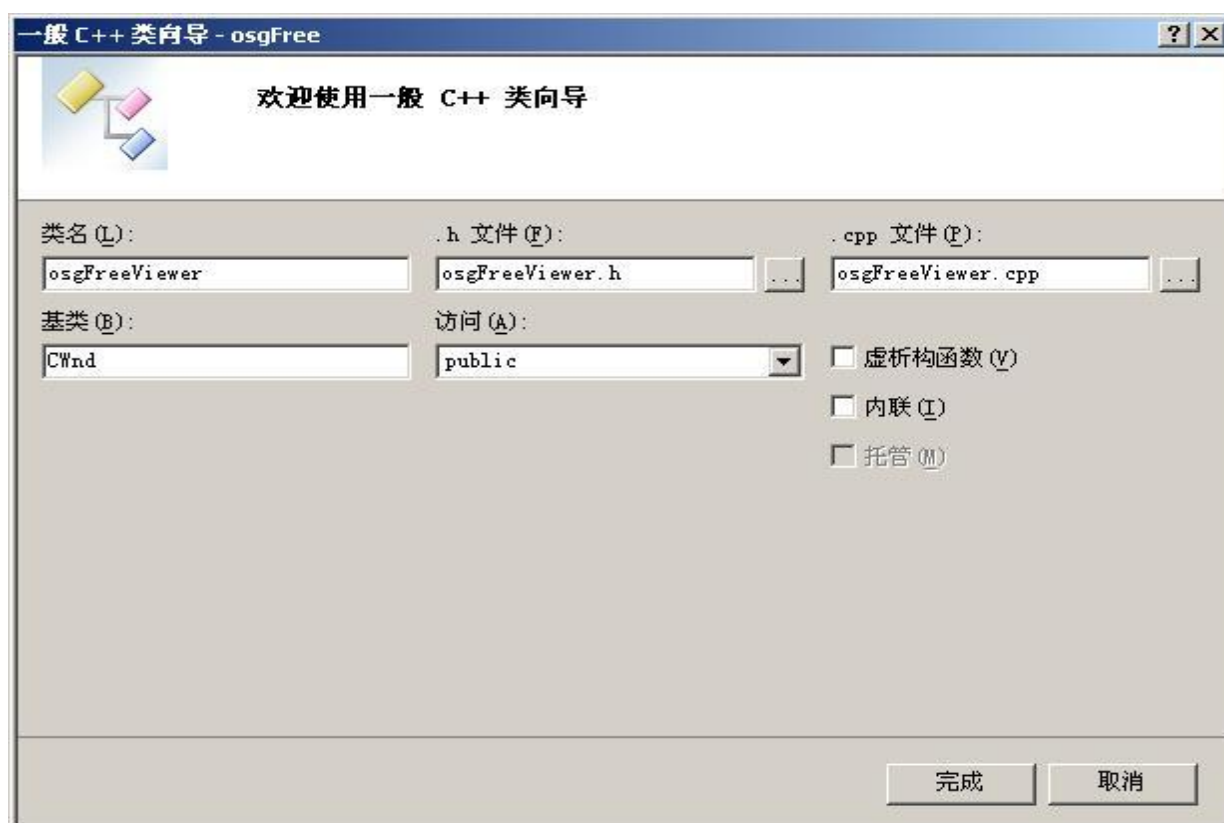 一般 C++ 类向导 - osgFree
欢迎使用一般 C++ 类向导
类名(L): .h 文件(F): .cpp 文件(P):
osgFreeViewer osgFreeViewer.h ... osgFreeViewer.cpp ...
基类(B): 访问(A):
CWnd public 虚析构函数(V)
内联(I)
托管(M)
完成 取消